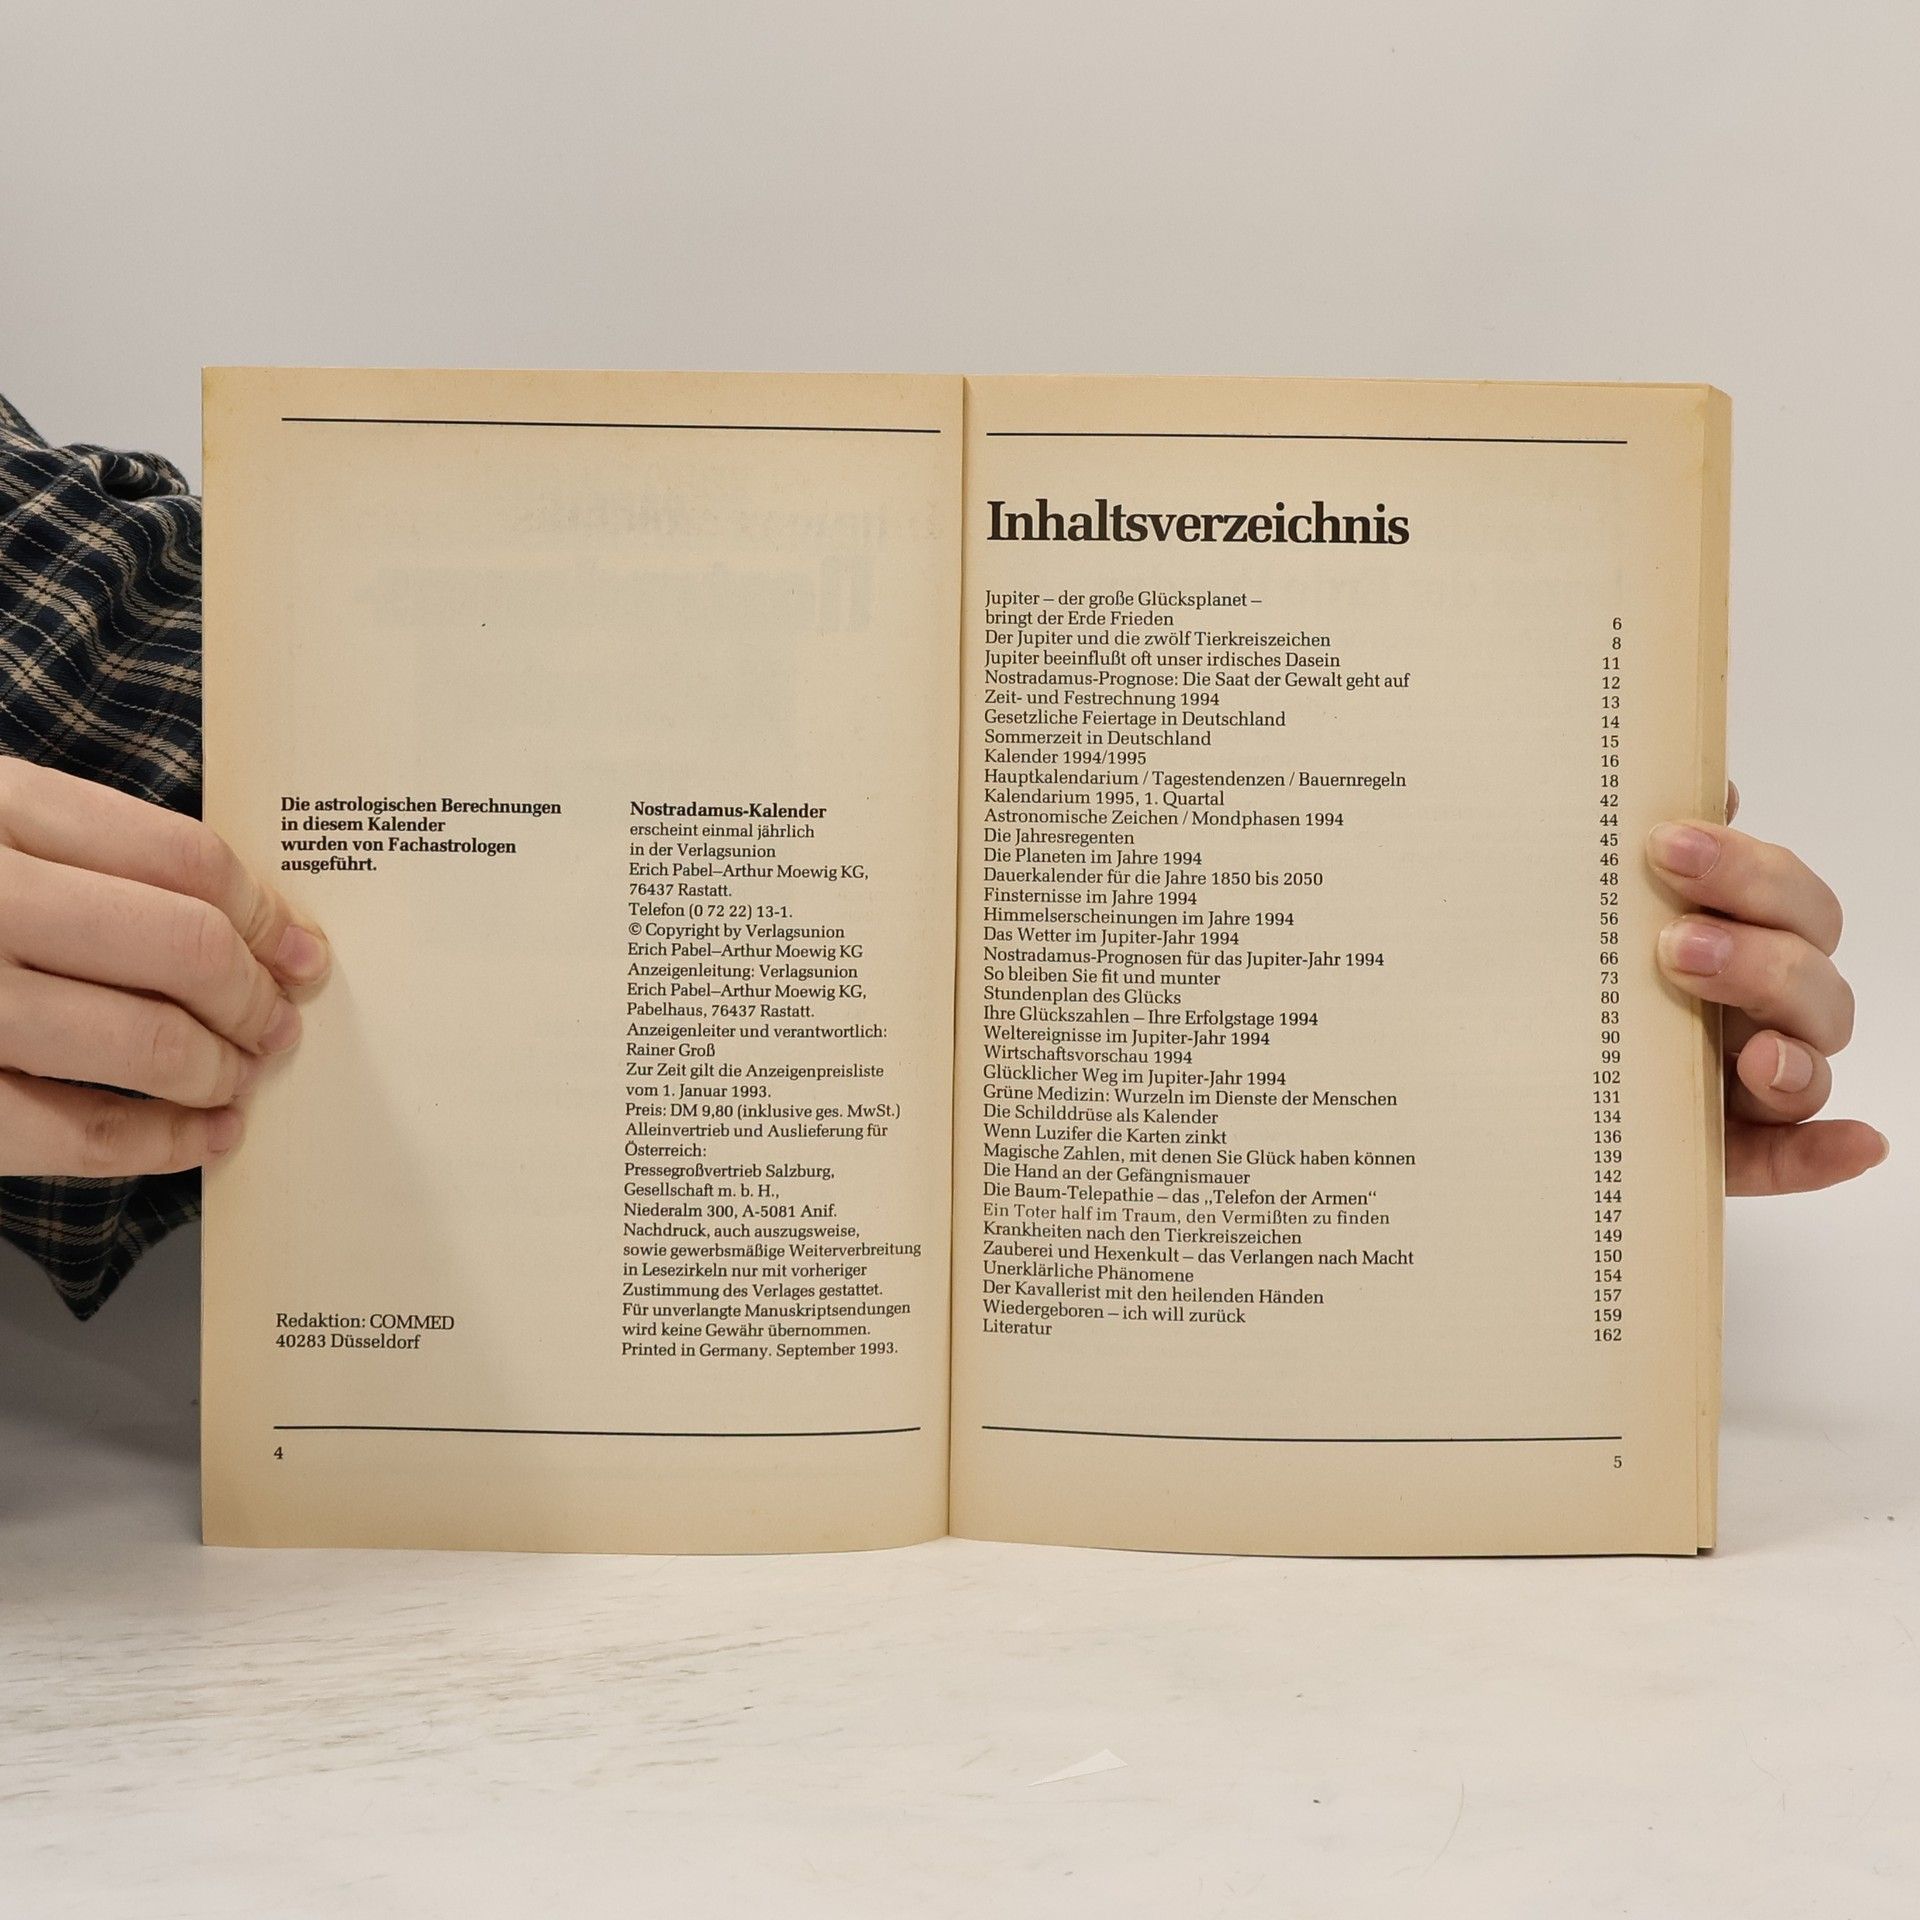 Die astrologischen Berechnungen
in diesem Kalender
wurden von Fachastrologen
ausgeführt.
Redaktion: COMMED
40283 Düsseldorf
Nostradamus-Kalender
erscheint einmal jährlich
in der Verlagsunion
Erich Pabel–Arthur Moewig KG,
76437 Rastatt.
Telefon (0 72 22) 13-1.
© Copyright by Verlagsunion
Erich Pabel–Arthur Moewig KG
Anzeigenleitung: Verlagsunion
Erich Pabel–Arthur Moewig KG,
Pabelhaus, 76437 Rastatt.
Anzeigenleiter und verantwortlich:
Rainer Groß
Zur Zeit gilt die Anzeigenpreisliste
vom 1. Januar 1993.
Preis: DM 9,80 (inklusive ges. MwSt.)
Alleinvertrieb und Auslieferung für
Österreich:
Pressegroßvertrieb Salzburg,
Gesellschaft m. b. H.,
Niederalm 300, A-5081 Anif.
Nachdruck, auch auszugsweise,
sowie gewerbsmäßige Weiterverbreitung
in Lesezirkeln nur mit vorheriger
Zustimmung des Verlages gestattet.
Für unverlangte Manuskriptsendungen
wird keine Gewähr übernommen.
Printed in Germany. September 1993.
4
Inhaltsverzeichnis
Jupiter – der große Glücksplanet –
bringt der Erde Frieden 6
Der Jupiter und die zwölf Tierkreiszeichen 8
Jupiter beeinflußt oft unser irdisches Dasein 11
Nostradamus-Prognose: Die Saat der Gewalt geht auf 12
Zeit- und Festrechnung 1994 13
Gesetzliche Feiertage in Deutschland 14
Sommerzeit in Deutschland 15
Kalender 1994/1995 16
Hauptkalendarium / Tagestendenzen / Bauernregeln 18
Kalendarium 1995, 1. Quartal 42
Astronomische Zeichen / Mondphasen 1994 44
Die Jahresregenten 45
Die Planeten im Jahre 1994 46
Dauerkalender für die Jahre 1850 bis 2050 48
Finsternisse im Jahre 1994 52
Himmelserscheinungen im Jahre 1994 56
Das Wetter im Jupiter-Jahr 1994 58
Nostradamus-Prognosen für das Jupiter-Jahr 1994 66
So bleiben Sie fit und munter 73
Stundenplan des Glücks 80
Ihre Glückszahlen – Ihre Erfolgstage 1994 83
Weltereignisse im Jupiter-Jahr 1994 90
Wirtschaftsvorschau 1994 99
Glücklicher Weg im Jupiter-Jahr 1994 102
Grüne Medizin: Wurzeln im Dienste der Menschen 131
Die Schilddrüse als Kalender 134
Wenn Luzifer die Karten zinkt 136
Magische Zahlen, mit denen Sie Glück haben können 139
Die Hand an der Gefängnismauer 142
Die Baum-Telepathie – das „Telefon der Armen“ 144
Ein Toter half im Traum, den Vermißten zu finden 147
Krankheiten nach den Tierkreiszeichen 149
Zauberei und Hexenkult – das Verlangen nach Macht 150
Unerklärliche Phänomene 154
Der Kavallerist mit den heilenden Händen 157
Wiedergeboren – ich will zurück 159
Literatur 162
5